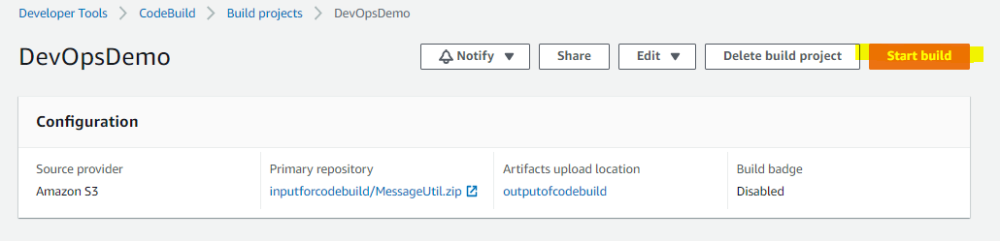 Developer Tools > CodeBuild > Build projects > DevOpsDemo
DevOpsDemo
Notify ▼ Share Edit ▼ Delete build project Start build
Configuration
Source provider Primary repository Artifacts upload location Build badge
Amazon S3 inputforcodebuild/MessageUtil.zip outputofcodebuild Disabled